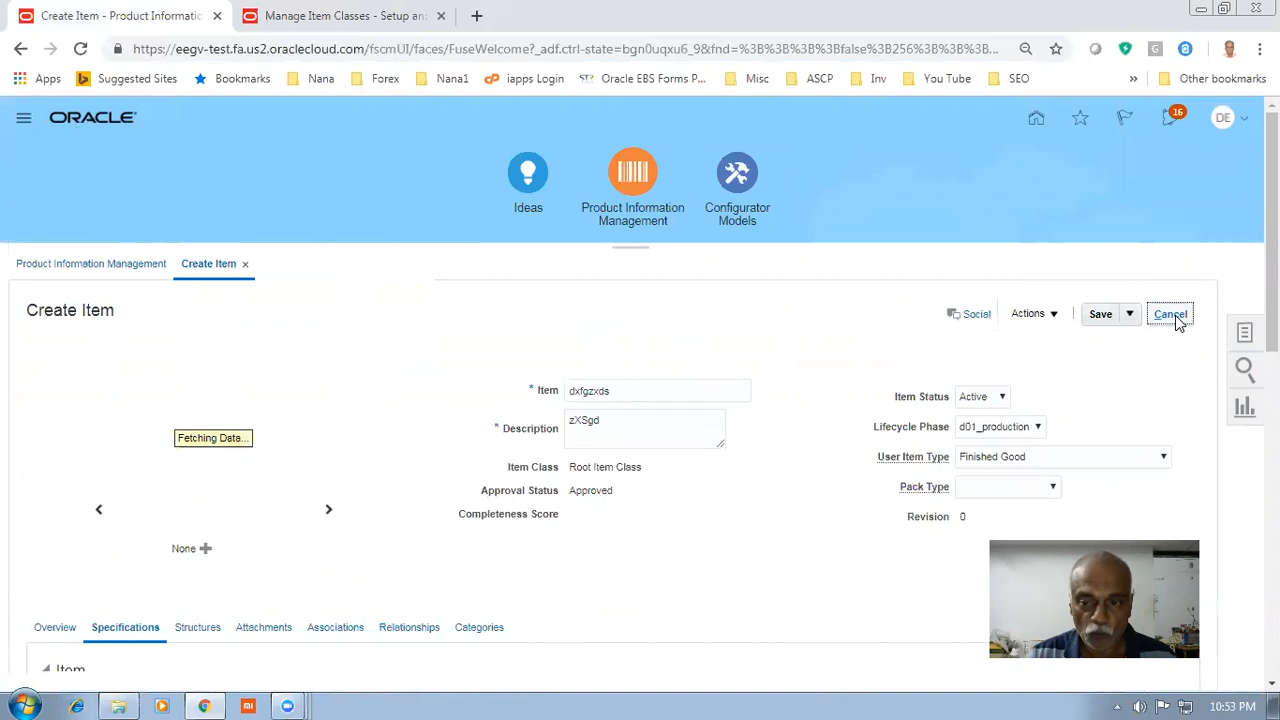 Create Item - Product Informatic
Manage Item Classes - Setup an
https://eegv-test.fa.us2.oraclecloud.com/fscmUI/faces/FuseWelcome?_adf.ctrl-state=bgn0uqxu6_9&fnd=%3B%3B%3B%3Bfalse%3B256%3B%3B%3...
Apps
Suggested Sites
Bookmarks
Nana
Forex
Nana1
iapps Login
Oracle EBS Forms P...
Misc
ASCP
Inv
You Tube
SEO
»
Other bookmarks
ORACLE
16
DE
Ideas
Product Information
Management
Configurator
Models
Product Information Management
Create Item
Create Item
Social
Actions
Save
Cancel
* Item dxfgzxds
* Description zXSgd
Item Class Root Item Class
Approval Status Approved
Completeness Score
Item Status Active
Lifecycle Phase d01_production
User Item Type Finished Good
Pack Type
Revision 0
Fetching Data...
None
Overview
Specifications
Structures
Attachments
Associations
Relationships
Categories
Item
10:53 PM